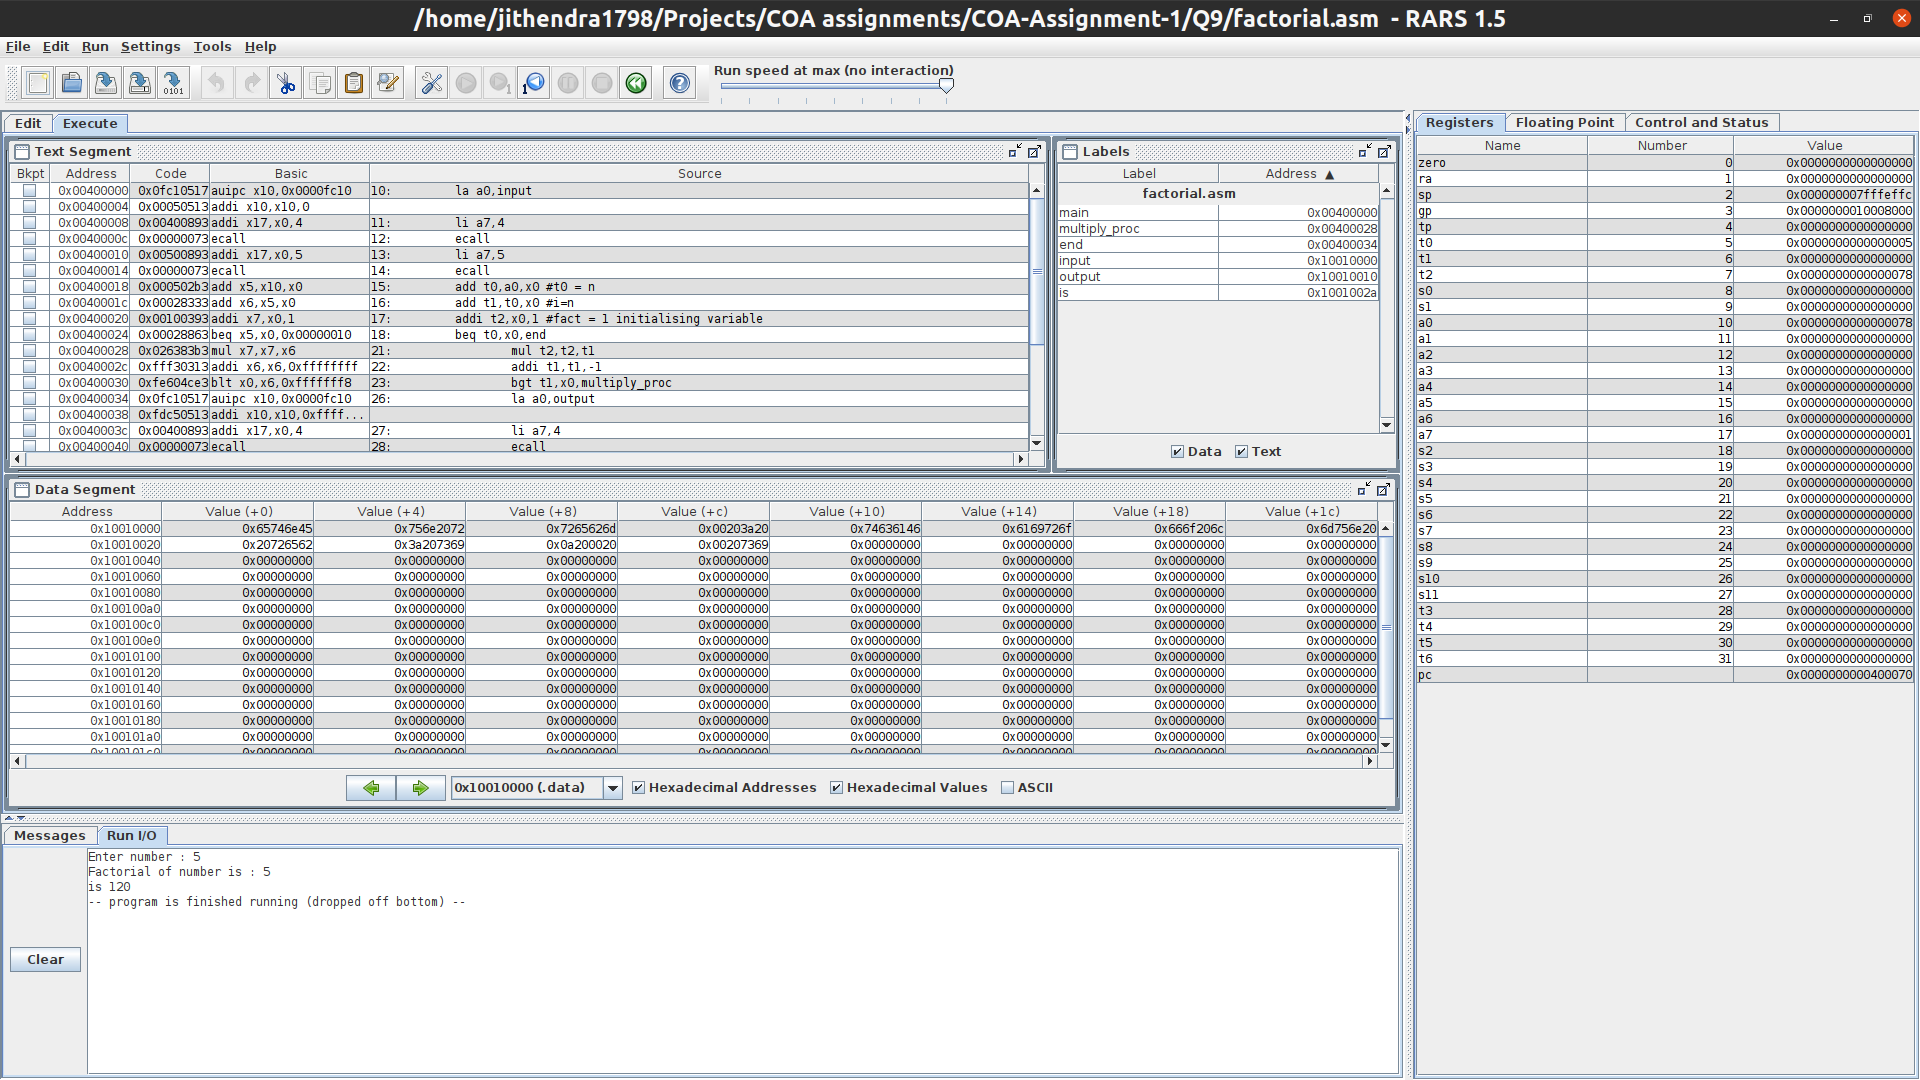 /home/jithendra1798/Projects/COA assignments/COA-Assignment-1/Q9/factorial.asm - RARS 1.5
File Edit Run Settings Tools Help
Run speed at max (no interaction)
Edit Execute
Text Segment
Bkpt Address Code Basic Source
0x00400000 0x0fc10517 auipc x10,0x0000fc10 10: la a0,input
0x00400004 0x00050513 addi x10,x10,0
0x00400008 0x00400893 addi x17,x0,4 11: li a7,4
0x0040000c 0x00000073 ecall 12: ecall
0x00400010 0x00500893 addi x17,x0,5 13: li a7,5
0x00400014 0x00000073 ecall 14: ecall
0x00400018 0x000502b3 add x5,x10,x0 15: add t0,a0,x0 #t0 = n
0x0040001c 0x00028333 add x6,x5,x0 16: add t1,t0,x0 #i=n
0x00400020 0x00100393 addi x7,x0,1 17: addi t2,x0,1 #fact = 1 initialising variable
0x00400024 0x00028863 beq x5,x0,0x00000010 18: beq t0,x0,end
0x00400028 0x026383b3 mul x7,x7,x6 21: mul t2,t2,t1
0x0040002c 0xfff30313 addi x6,x6,0xffffffff 22: addi t1,t1,-1
0x00400030 0xfe604ce3 blt x0,x6,0xfffffff8 23: bgt t1,x0,multiply_proc
0x00400034 0x0fc10517 auipc x10,0x0000fc10 26: la a0,output
0x00400038 0xfdc50513 addi x10,x10,0xffff...
0x0040003c 0x00400893 addi x17,x0,4 27: li a7,4
0x00400040 0x00000073 ecall 28: ecall
Labels
Label Address ▲
factorial.asm
main 0x00400000
multiply_proc 0x00400028
end 0x00400034
input 0x10010000
output 0x10010010
is 0x1001002a
Data Text
Data Segment
Address Value (+0) Value (+4) Value (+8) Value (+c) Value (+10) Value (+14) Value (+18) Value (+1c)
0x10010000 0x65746e45 0x756e2072 0x7265626d 0x00203a20 0x74636146 0x6169726f 0x666f206c 0x6d756e20
0x10010020 0x20726562 0x3a207369 0x0a200020 0x00207369 0x00000000 0x00000000 0x00000000 0x00000000
0x10010040 0x00000000 0x00000000 0x00000000 0x00000000 0x00000000 0x00000000 0x00000000 0x00000000
0x10010060 0x00000000 0x00000000 0x00000000 0x00000000 0x00000000 0x00000000 0x00000000 0x00000000
0x10010080 0x00000000 0x00000000 0x00000000 0x00000000 0x00000000 0x00000000 0x00000000 0x00000000
0x100100a0 0x00000000 0x00000000 0x00000000 0x00000000 0x00000000 0x00000000 0x00000000 0x00000000
0x100100c0 0x00000000 0x00000000 0x00000000 0x00000000 0x00000000 0x00000000 0x00000000 0x00000000
0x100100e0 0x00000000 0x00000000 0x00000000 0x00000000 0x00000000 0x00000000 0x00000000 0x00000000
0x10010100 0x00000000 0x00000000 0x00000000 0x00000000 0x00000000 0x00000000 0x00000000 0x00000000
0x10010120 0x00000000 0x00000000 0x00000000 0x00000000 0x00000000 0x00000000 0x00000000 0x00000000
0x10010140 0x00000000 0x00000000 0x00000000 0x00000000 0x00000000 0x00000000 0x00000000 0x00000000
0x10010160 0x00000000 0x00000000 0x00000000 0x00000000 0x00000000 0x00000000 0x00000000 0x00000000
0x10010180 0x00000000 0x00000000 0x00000000 0x00000000 0x00000000 0x00000000 0x00000000 0x00000000
0x100101a0 0x00000000 0x00000000 0x00000000 0x00000000 0x00000000 0x00000000 0x00000000 0x00000000
0x100101c0 0x00000000 0x00000000 0x00000000 0x00000000 0x00000000 0x00000000 0x00000000 0x00000000
0x10010000 (.data) Hexadecimal Addresses Hexadecimal Values ASCII
Messages Run I/O
Enter number : 5
Factorial of number is : 5
is 120
-- program is finished running (dropped off bottom) --
Clear
Registers Floating Point Control and Status
Name Number Value
zero 0 0x0000000000000000
ra 1 0x0000000000000000
sp 2 0x000000007fffeffc
gp 3 0x0000000010008000
tp 4 0x0000000000000000
t0 5 0x0000000000000005
t1 6 0x0000000000000000
t2 7 0x0000000000000078
s0 8 0x0000000000000000
s1 9 0x0000000000000000
a0 10 0x0000000000000078
a1 11 0x0000000000000000
a2 12 0x0000000000000000
a3 13 0x0000000000000000
a4 14 0x0000000000000000
a5 15 0x0000000000000000
a6 16 0x0000000000000000
a7 17 0x0000000000000001
s2 18 0x0000000000000000
s3 19 0x0000000000000000
s4 20 0x0000000000000000
s5 21 0x0000000000000000
s6 22 0x0000000000000000
s7 23 0x0000000000000000
s8 24 0x0000000000000000
s9 25 0x0000000000000000
s10 26 0x0000000000000000
s11 27 0x0000000000000000
t3 28 0x0000000000000000
t4 29 0x0000000000000000
t5 30 0x0000000000000000
t6 31 0x0000000000000000
pc 0x0000000000400070